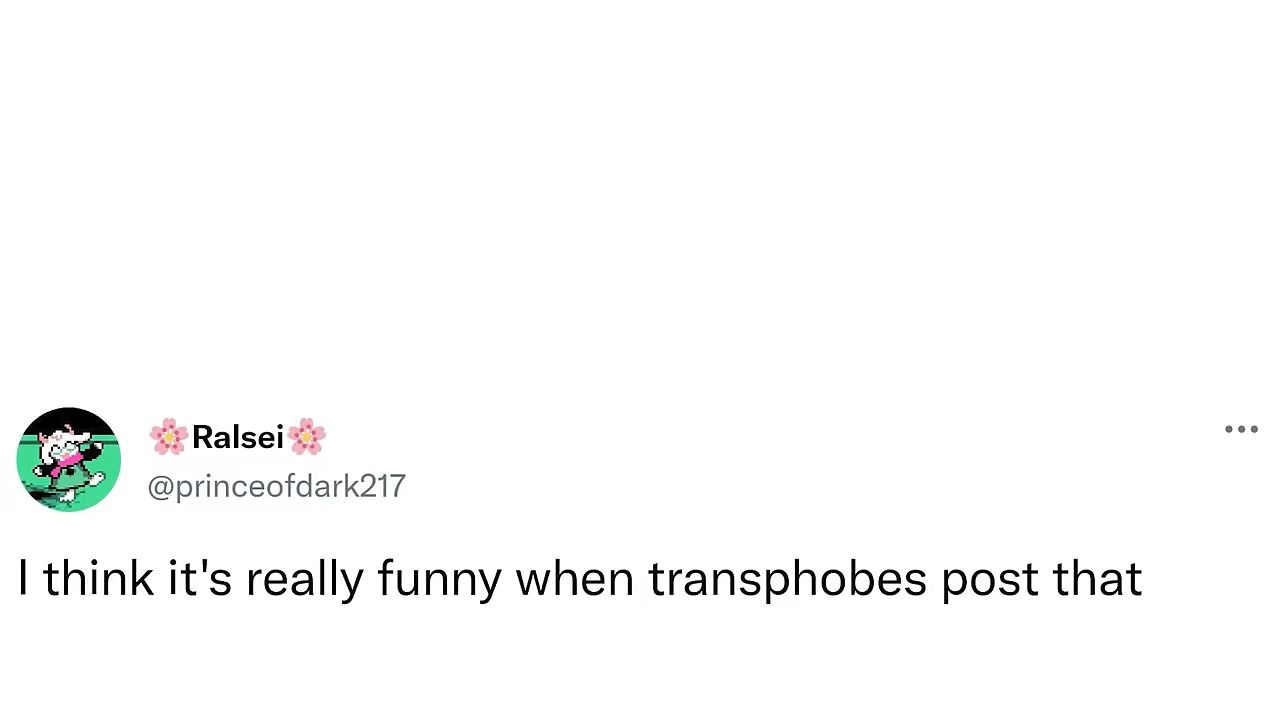 🌸Ralsei🌸
@princeofdark217
I think it's really funny when transphobes post that